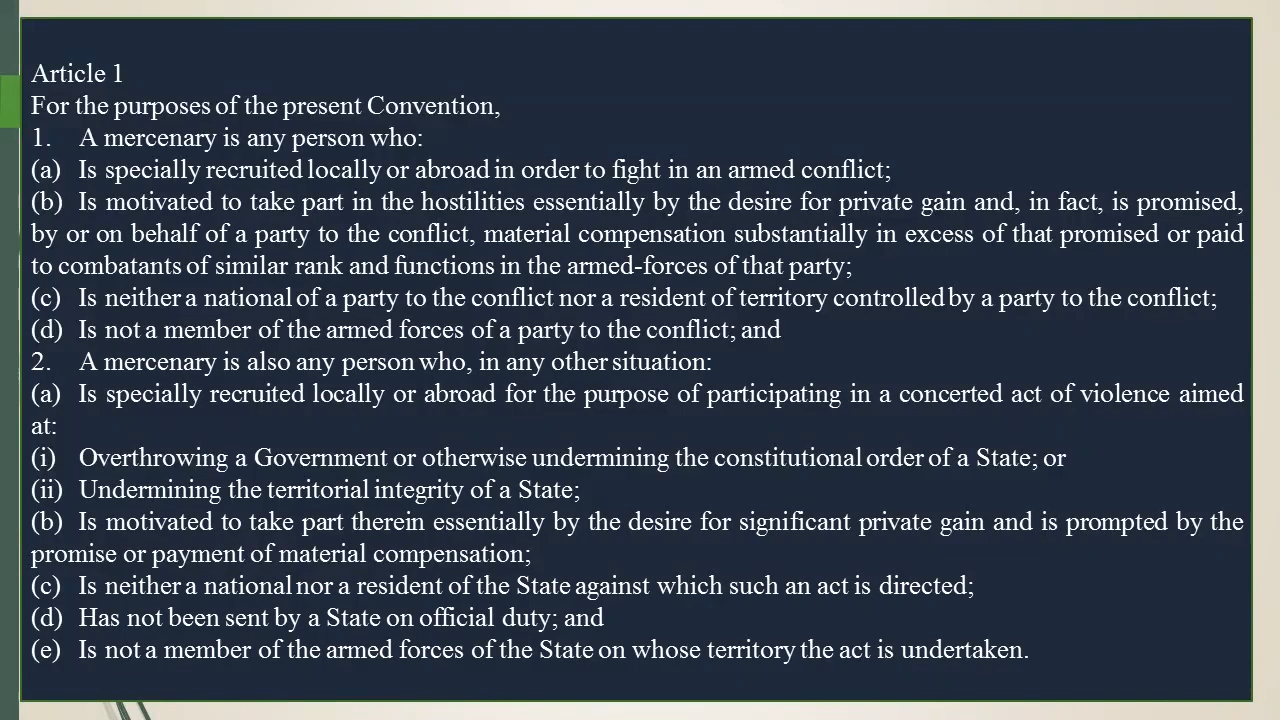 Article 1
For the purposes of the present Convention,
1. A mercenary is any person who:
(a) Is specially recruited locally or abroad in order to fight in an armed conflict;
(b) Is motivated to take part in the hostilities essentially by the desire for private gain and, in fact, is promised,
by or on behalf of a party to the conflict, material compensation substantially in excess of that promised or paid
to combatants of similar rank and functions in the armed-forces of that party;
(c) Is neither a national of a party to the conflict nor a resident of territory controlled by a party to the conflict;
(d) Is not a member of the armed forces of a party to the conflict; and
2. A mercenary is also any person who, in any other situation:
(a) Is specially recruited locally or abroad for the purpose of participating in a concerted act of violence aimed
at:
(i) Overthrowing a Government or otherwise undermining the constitutional order of a State; or
(ii) Undermining the territorial integrity of a State;
(b) Is motivated to take part therein essentially by the desire for significant private gain and is prompted by the
promise or payment of material compensation;
(c) Is neither a national nor a resident of the State against which such an act is directed;
(d) Has not been sent by a State on official duty; and
(e) Is not a member of the armed forces of the State on whose territory the act is undertaken.